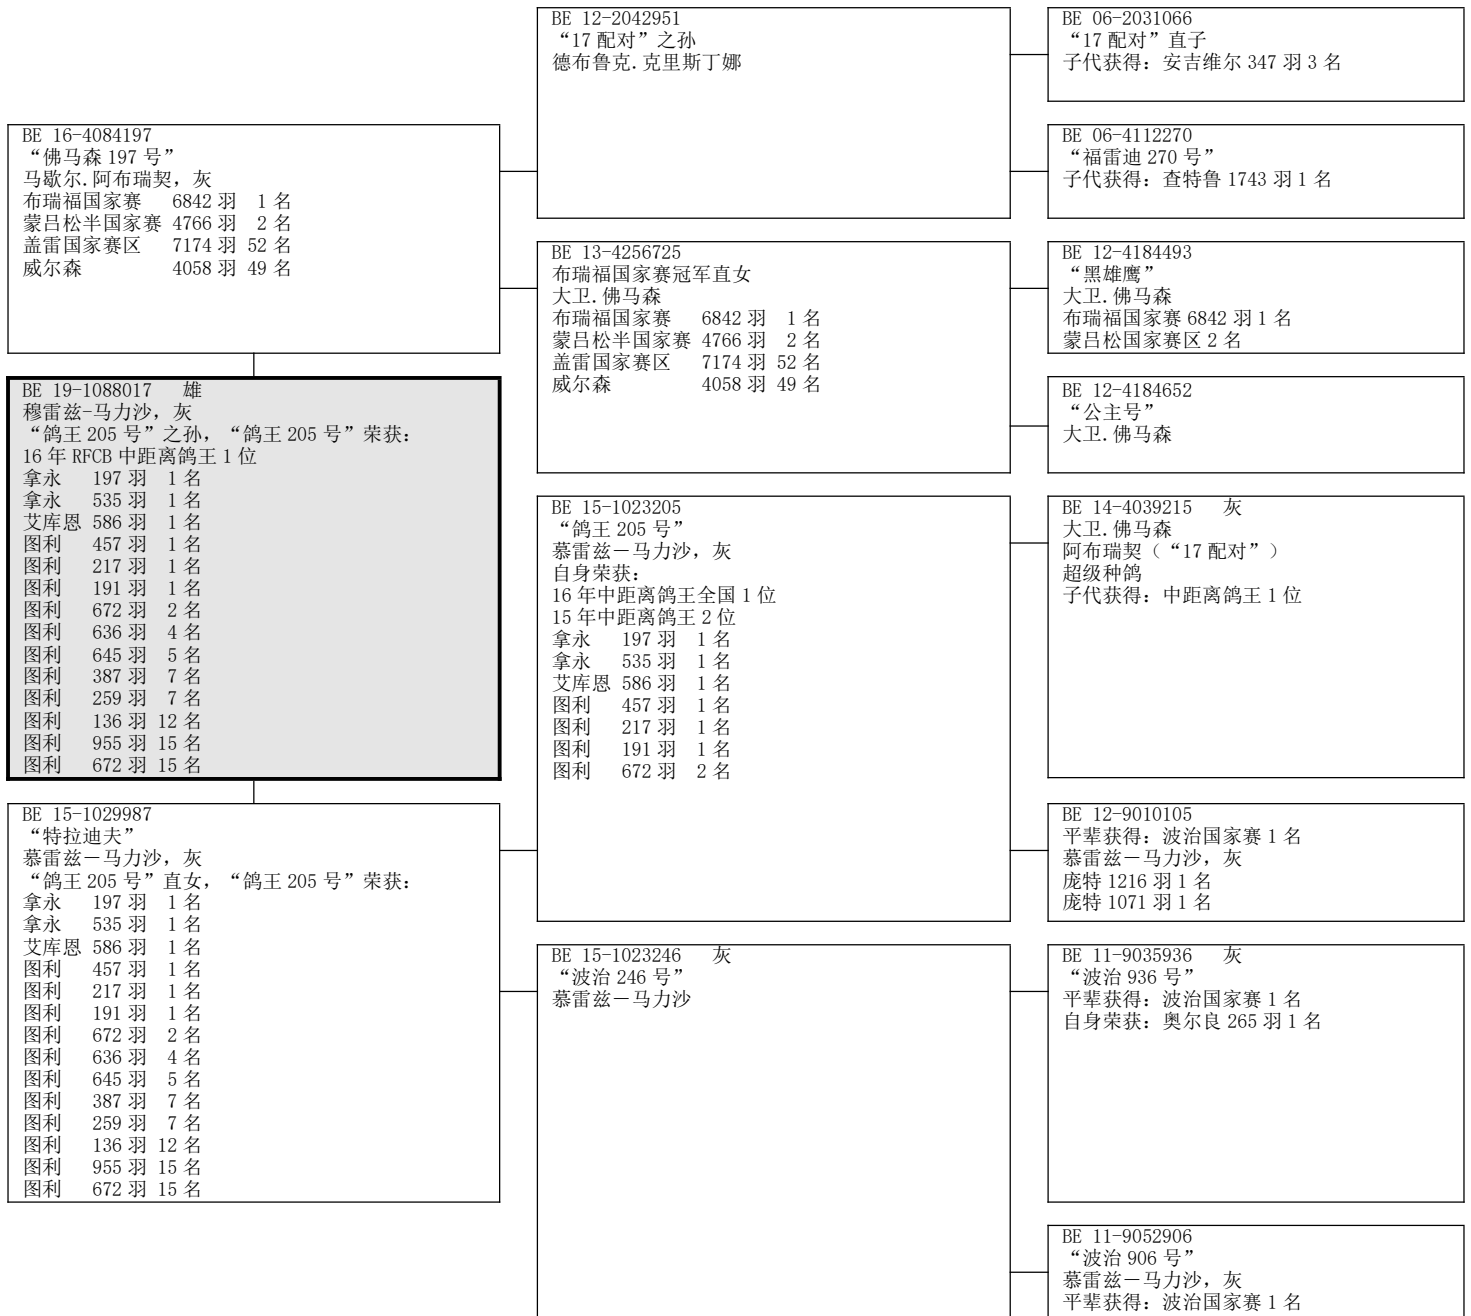 BE 16-4084197
“佛马森 197 号”
马歇尔.阿布瑞契，灰
布瑞福国家赛 6842 羽 1 名
蒙吕松半国家赛 4766 羽 2 名
盖雷国家赛区 7174 羽 52 名
威尔森 4058 羽 49 名
BE 19-1088017 雄
穆雷兹-马力沙，灰
“鸽王 205 号”之孙，“鸽王 205 号”荣获：
16 年 RFCB 中距离鸽王 1 位
拿永 197 羽 1 名
拿永 535 羽 1 名
艾库恩 586 羽 1 名
图利 457 羽 1 名
图利 217 羽 1 名
图利 191 羽 1 名
图利 672 羽 2 名
图利 636 羽 4 名
图利 645 羽 5 名
图利 387 羽 7 名
图利 259 羽 7 名
图利 136 羽 12 名
图利 955 羽 15 名
图利 672 羽 15 名
BE 15-1029987
“特拉迪夫”
慕雷兹－马力沙，灰
“鸽王 205 号”直女，“鸽王 205 号”荣获：
拿永 197 羽 1 名
拿永 535 羽 1 名
艾库恩 586 羽 1 名
图利 457 羽 1 名
图利 217 羽 1 名
图利 191 羽 1 名
图利 672 羽 2 名
图利 636 羽 4 名
图利 645 羽 5 名
图利 387 羽 7 名
图利 259 羽 7 名
图利 136 羽 12 名
图利 955 羽 15 名
图利 672 羽 15 名
BE 12-2042951
“17 配对”之孙
德布鲁克.克里斯丁娜
BE 13-4256725
布瑞福国家赛冠军直女
大卫.佛马森
布瑞福国家赛 6842 羽 1 名
蒙吕松半国家赛 4766 羽 2 名
盖雷国家赛区 7174 羽 52 名
威尔森 4058 羽 49 名
BE 15-1023205
“鸽王 205 号”
慕雷兹－马力沙，灰
自身荣获：
16 年中距离鸽王全国 1 位
15 年中距离鸽王 2 位
拿永 197 羽 1 名
拿永 535 羽 1 名
艾库恩 586 羽 1 名
图利 457 羽 1 名
图利 217 羽 1 名
图利 191 羽 1 名
图利 672 羽 2 名
BE 15-1023246 灰
“波治 246 号”
慕雷兹－马力沙
BE 06-2031066
“17 配对”直子
子代获得：安吉维尔 347 羽 3 名
BE 06-4112270
“福雷迪 270 号”
子代获得：查特鲁 1743 羽 1 名
BE 12-4184493
“黑雄鹰”
大卫.佛马森
布瑞福国家赛 6842 羽 1 名
蒙吕松国家赛区 2 名
BE 12-4184652
“公主号”
大卫.佛马森
BE 14-4039215 灰
大卫.佛马森
阿布瑞契（“17 配对”）
超级种鸽
子代获得：中距离鸽王 1 位
BE 12-9010105
平辈获得：波治国家赛 1 名
慕雷兹－马力沙，灰
庞特 1216 羽 1 名
庞特 1071 羽 1 名
BE 11-9035936 灰
“波治 936 号”
平辈获得：波治国家赛 1 名
自身荣获：奥尔良 265 羽 1 名
BE 11-9052906
“波治 906 号”
慕雷兹－马力沙，灰
平辈获得：波治国家赛 1 名